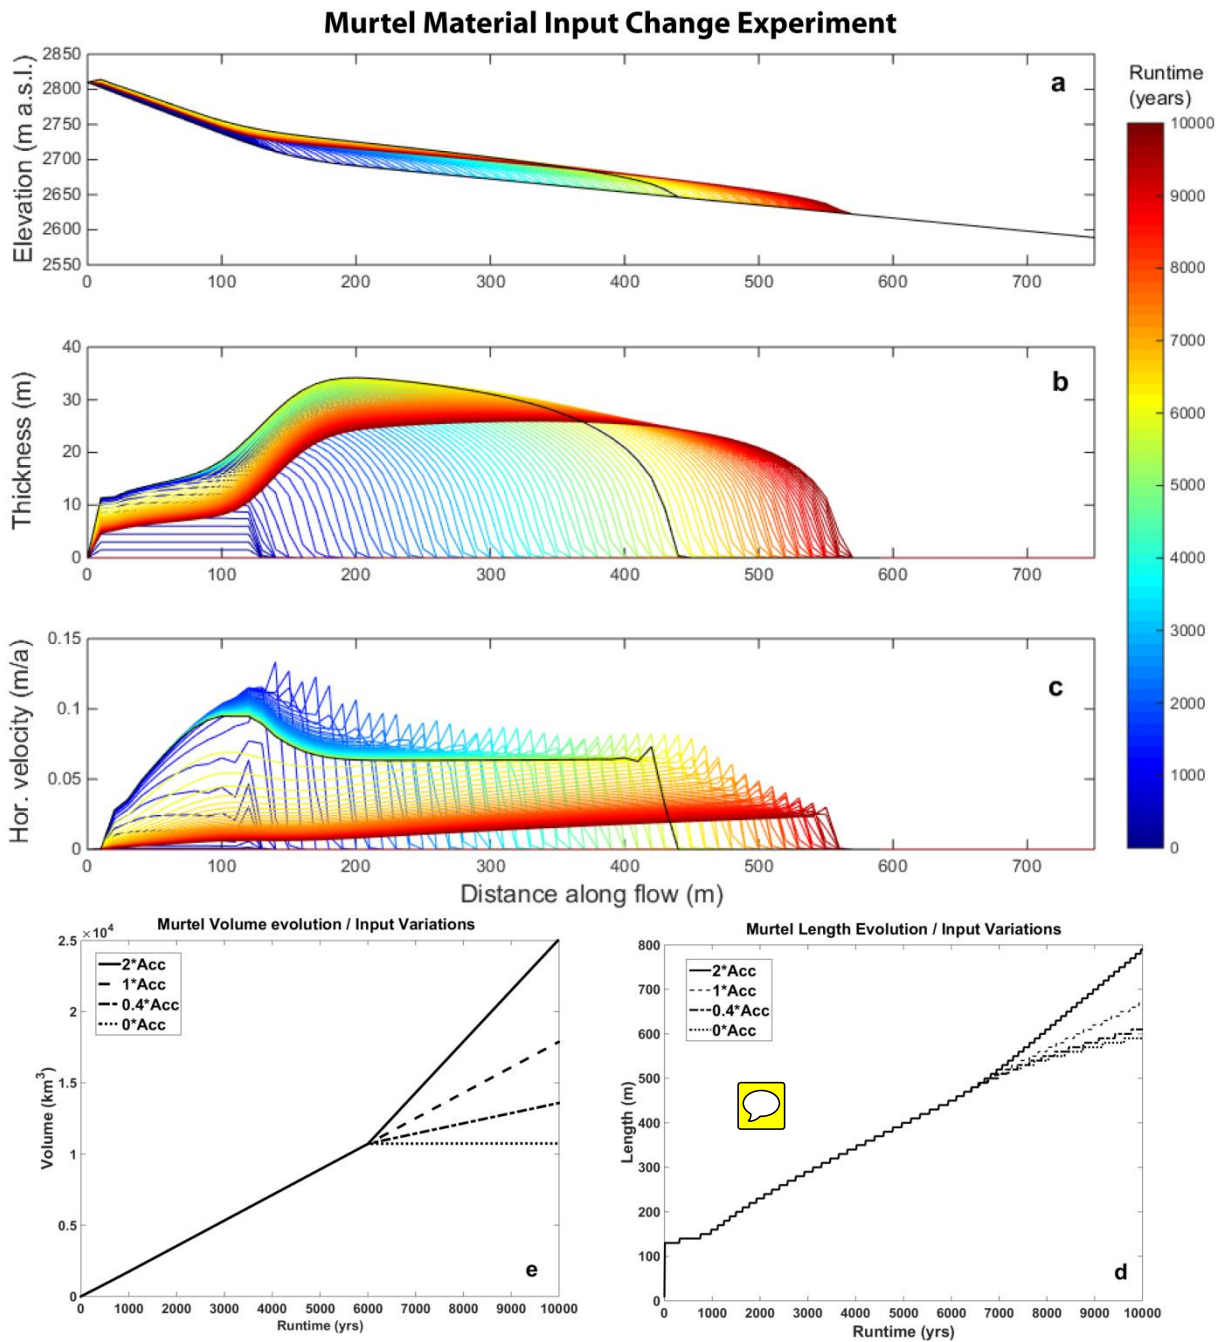 Murtel Material Input Change Experiment
2850
2800
2750
2700
2650
2600
2550
Elevation (m a.s.l.)
a
0 100 200 300 400 500 600 700
Runtime
(years)
10000
9000
8000
7000
6000
5000
4000
3000
2000
1000
0
40
30
20
10
0
Thickness (m)
b
0 100 200 300 400 500 600 700
0.15
0.1
0.05
0
Hor. velocity (m/a)
c
0 100 200 300 400 500 600 700
Distance along flow (m)
Murtel Volume evolution / Input Variations
×10^4
2.5
2
1.5
1
0.5
0
Volume (km^3)
2*Acc
1*Acc
0.4*Acc
0*Acc
e
0 1000 2000 3000 4000 5000 6000 7000 8000 9000 10000
Runtime (yrs)
Murtel Length Evolution / Input Variations
800
700
600
500
400
300
200
100
0
Length (m)
2*Acc
1*Acc
0.4*Acc
0*Acc
d
0 1000 2000 3000 4000 5000 6000 7000 8000 9000 10000
Runtime (yrs)